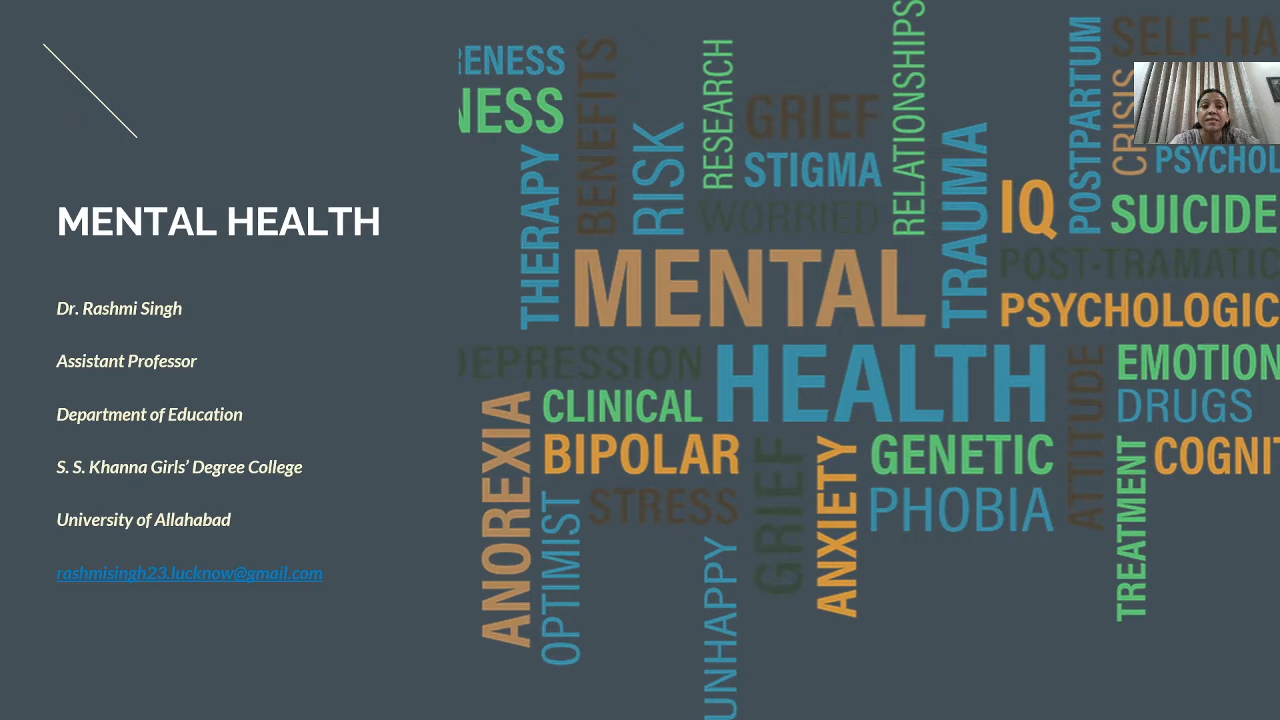 MENTAL HEALTH
Dr. Rashmi Singh
Assistant Professor
Department of Education
S. S. Khanna Girls’ Degree College
University of Allahabad
rashmisingh23.lucknow@gmail.com
RENESS
NESS
BENEFITS
THERAPY
RISK
RESEARCH
GRIEF
STIGMA
WORRIED
RELATIONSHIPS
TRAUMA
IQ
POSTPARTUM
SELF HA
CRISIS
PSYCHOL
SUICIDE
POST-TRAMATIC
PSYCHOLOGIC
MENTAL
HEALTH
DEPRESSION
CLINICAL
BIPOLAR
STRESS
ANOREXIA
OPTIMIST
UNHAPPY
GRIEF
ANXIETY
GENETIC
PHOBIA
ATTITUDE
EMOTION
DRUGS
COGNIT
TREATMENT